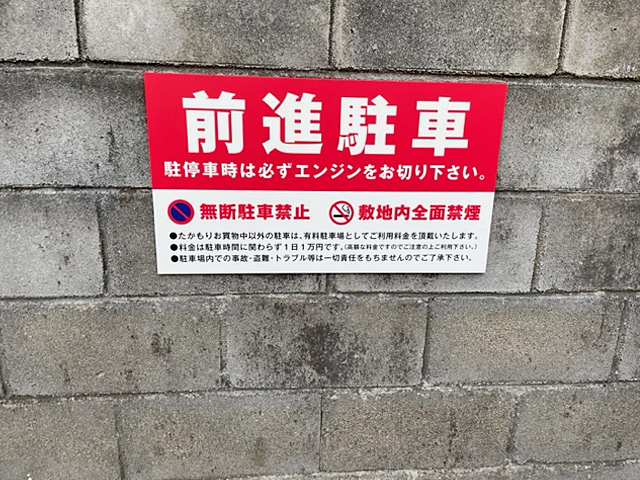 前進駐車
駐停車時は必ずエンジンをお切り下さい。
無断駐車禁止 敷地内全面禁煙
●たかもりお買物中以外の駐車は、有料駐車場としてご利用料金を頂戴いたします。
●料金は駐車時間に関わらず1日1万円です。(高額な料金ですのでご注意の上ご利用下さい。)
●駐車場内での事故・盗難・トラブル等は一切責任をもちませんのでご了承下さい。